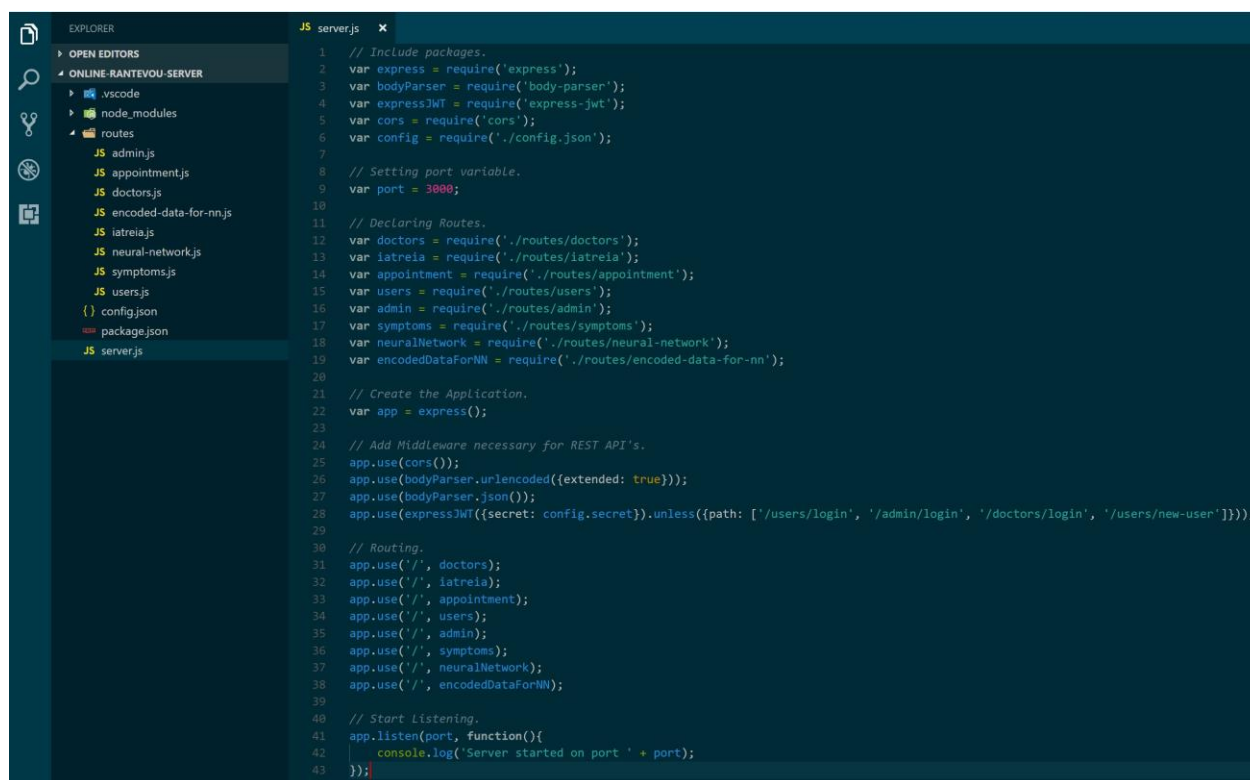 EXPLORER
OPEN EDITORS
ONLINE-RANTEVOU-SERVER
.vscode
node_modules
routes
JS admin.js
JS appointment.js
JS doctors.js
JS encoded-data-for-nn.js
JS iatreia.js
JS neural-network.js
JS symptoms.js
JS users.js
{ } config.json
package.json
JS server.js
JS server.js ×
1 // Include packages.
2 var express = require('express');
3 var bodyParser = require('body-parser');
4 var expressJWT = require('express-jwt');
5 var cors = require('cors');
6 var config = require('./config.json');
7
8 // Setting port variable.
9 var port = 3000;
10
11 // Declaring Routes.
12 var doctors = require('./routes/doctors');
13 var iatreia = require('./routes/iatreia');
14 var appointment = require('./routes/appointment');
15 var users = require('./routes/users');
16 var admin = require('./routes/admin');
17 var symptoms = require('./routes/symptoms');
18 var neuralNetwork = require('./routes/neural-network');
19 var encodedDataForNN = require('./routes/encoded-data-for-nn');
20
21 // Create the Application.
22 var app = express();
23
24 // Add Middleware necessary for REST API's.
25 app.use(cors());
26 app.use(bodyParser.urlencoded({extended: true}));
27 app.use(bodyParser.json());
28 app.use(expressJWT({secret: config.secret}).unless({path: ['/users/login', '/admin/login', '/doctors/login', '/users/new-user']}))
29
30 // Routing.
31 app.use('/', doctors);
32 app.use('/', iatreia);
33 app.use('/', appointment);
34 app.use('/', users);
35 app.use('/', admin);
36 app.use('/', symptoms);
37 app.use('/', neuralNetwork);
38 app.use('/', encodedDataForNN);
39
40 // Start Listening.
41 app.listen(port, function(){
42 console.log('Server started on port ' + port);
43 });